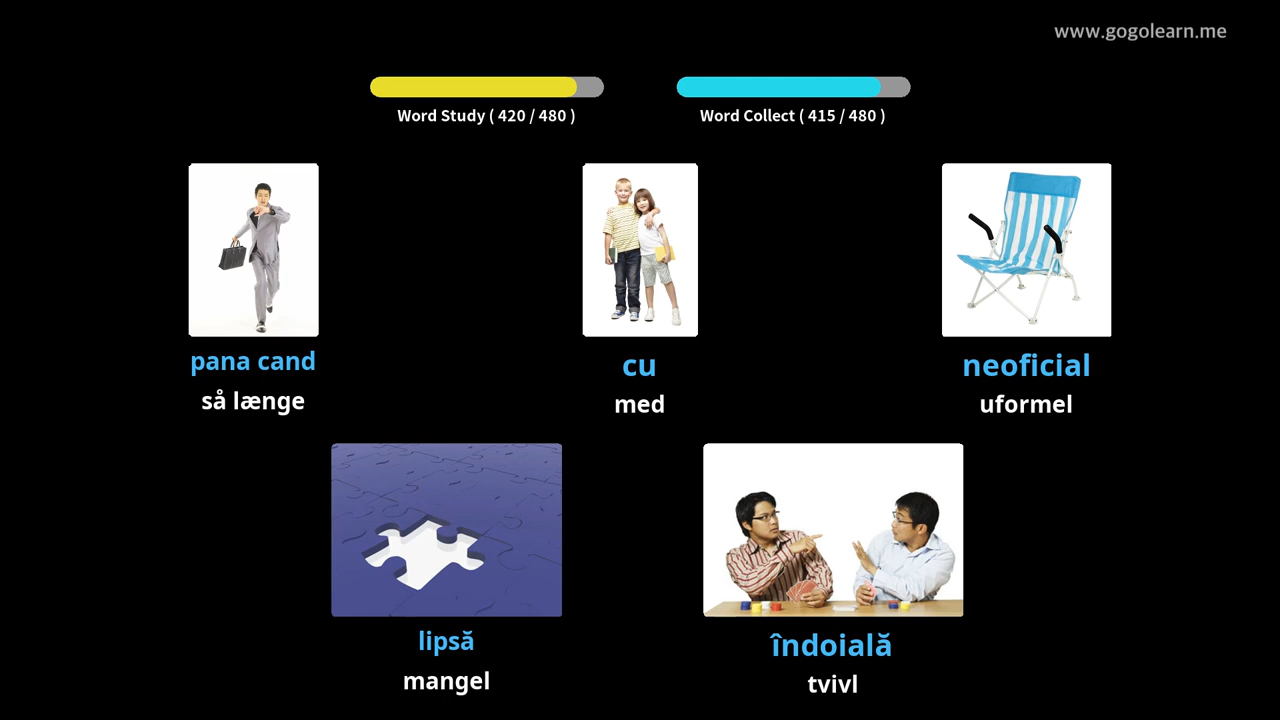 www.gogolearn.me
Word Study ( 420 / 480 )
Word Collect ( 415 / 480 )
pana cand
så længe
cu
med
neoficial
uformel
lipsă
mangel
îndoială
tvivl